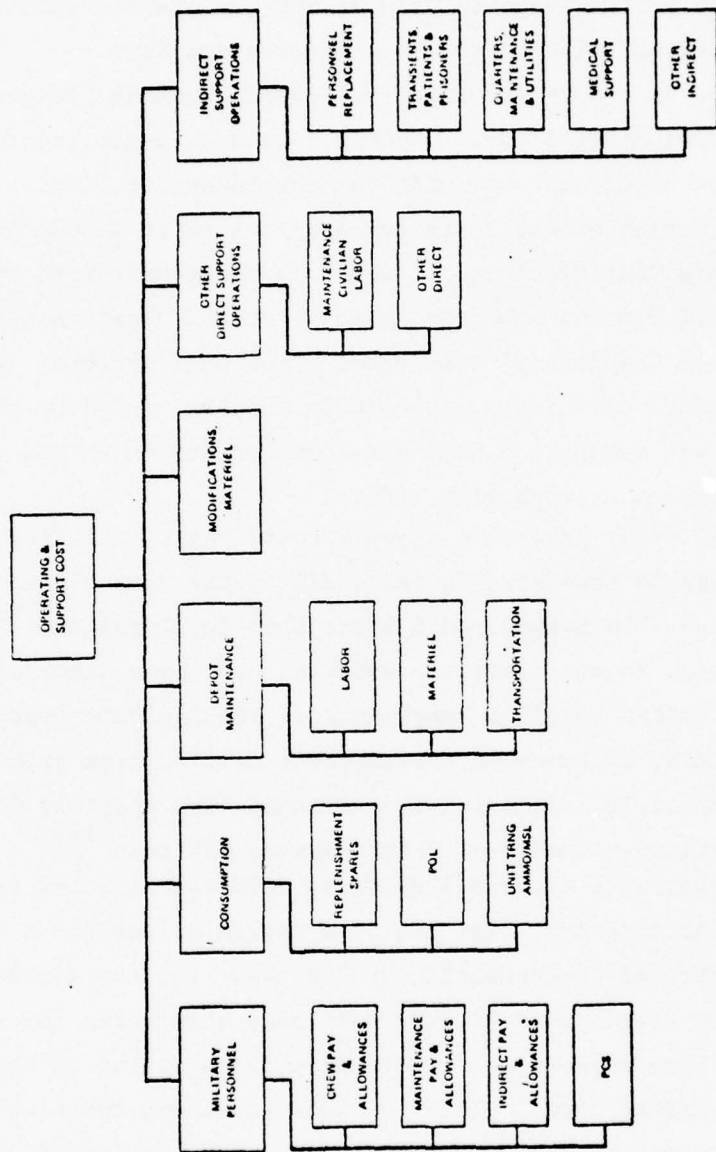 OPERATING &
SUPPORT COST
MILITARY
PERSONNEL
CREW PAY
&
ALLOWANCES
MAINTENANCE
PAY &
ALLOWANCES
INDIRECT PAY
&
ALLOWANCES
PCS
CONSUMPTION
REPLENISHMENT
SPARES
POL
UNIT TRNG
AMMO/MSL
DEPOT
MAINTENANCE
LABOR
MATERIEL
TRANSPORTATION
MODIFICATIONS,
MATERIEL
OTHER
DIRECT SUPPORT
OPERATIONS
MAINTENANCE
CIVILIAN
LABOR
OTHER
DIRECT
INDIRECT
SUPPORT
OPERATIONS
PERSONNEL
REPLACEMENT
TRANSIENTS,
PATIENTS &
PRISONERS
QUARTERS,
MAINTENANCE
& UTILITIES
MEDICAL
SUPPORT
OTHER
INDIRECT